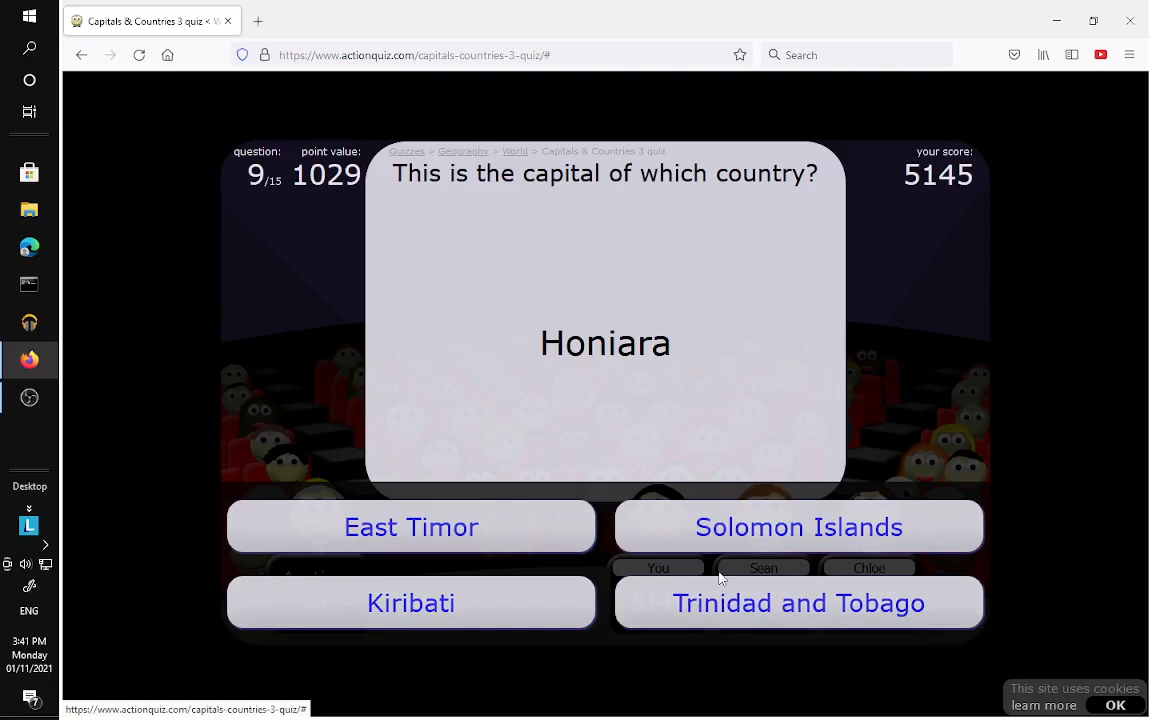 Capitals & Countries 3 quiz < W
https://www.actionquiz.com/capitals-countries-3-quiz/#
Search
question:
9/15
point value:
1029
Quizzes > Geography > World > Capitals & Countries 3 quiz
This is the capital of which country?
your score:
5145
Honiara
East Timor
Solomon Islands
You
Sean
Chloe
Kiribati
Trinidad and Tobago
Desktop
L
ENG
3:41 PM
Monday
01/11/2021
7
https://www.actionquiz.com/capitals-countries-3-quiz/#
This site uses cookies
learn more
OK